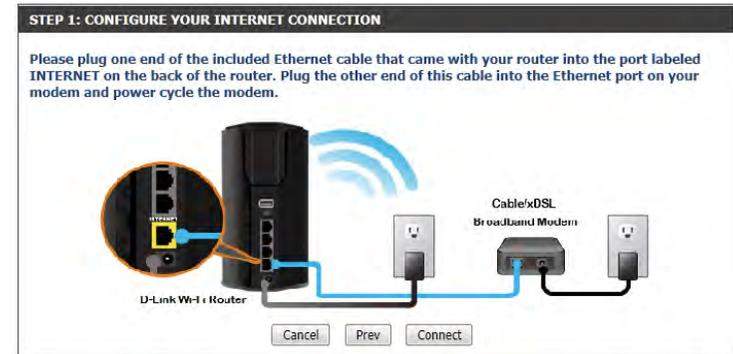 STEP 1: CONFIGURE YOUR INTERNET CONNECTION
Please plug one end of the included Ethernet cable that came with your router into the port labeled
INTERNET on the back of the router. Plug the other end of this cable into the Ethernet port on your
modem and power cycle the modem.
INTERNET
Cable/xDSL
Broadband Modem
D-Link Wi-Fi Router
Cancel Prev Connect